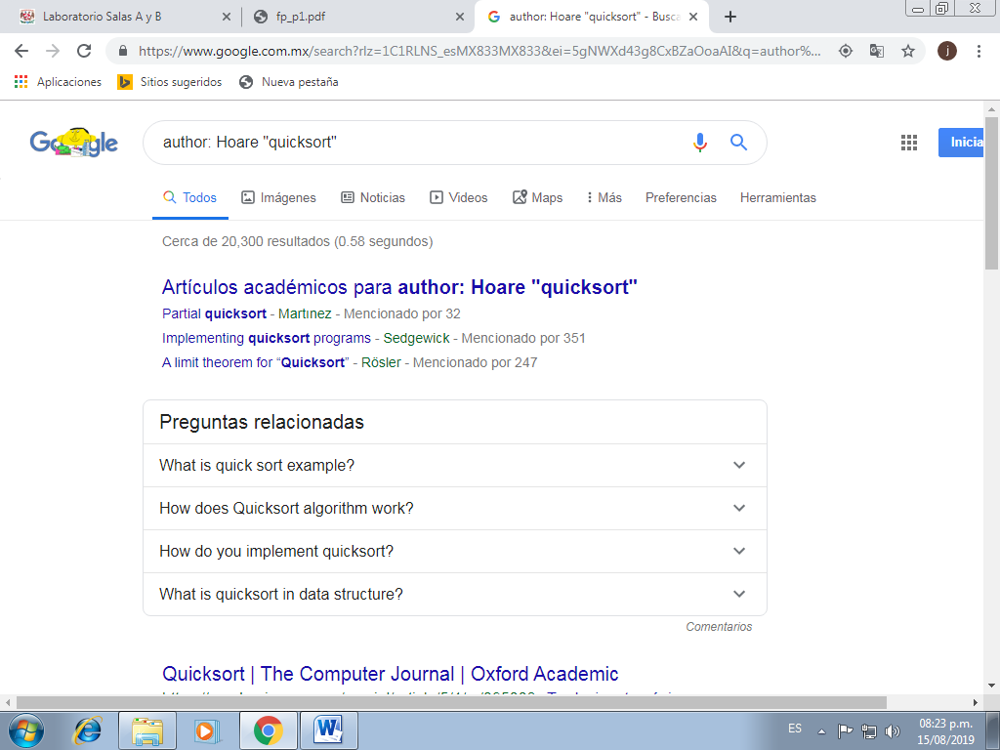 Laboratorio Salas A y B
fp_p1.pdf
author: Hoare "quicksort" - Busca
https://www.google.com.mx/search?rlz=1C1RLNS_esMX833MX833&ei=5gNWXd43g8CxBZaOoaAI&q=author%...
j
Aplicaciones
Sitios sugeridos
Nueva pestaña
Google
author: Hoare "quicksort"
Inicia
Todos
Imágenes
Noticias
Videos
Maps
Más
Preferencias
Herramientas
Cerca de 20,300 resultados (0.58 segundos)
Artículos académicos para author: Hoare "quicksort"
Partial quicksort - Martınez - Mencionado por 32
Implementing quicksort programs - Sedgewick - Mencionado por 351
A limit theorem for “Quicksort” - Rösler - Mencionado por 247
Preguntas relacionadas
What is quick sort example?
How does Quicksort algorithm work?
How do you implement quicksort?
What is quicksort in data structure?
Comentarios
Quicksort | The Computer Journal | Oxford Academic
ES
08:23 p.m.
15/08/2019